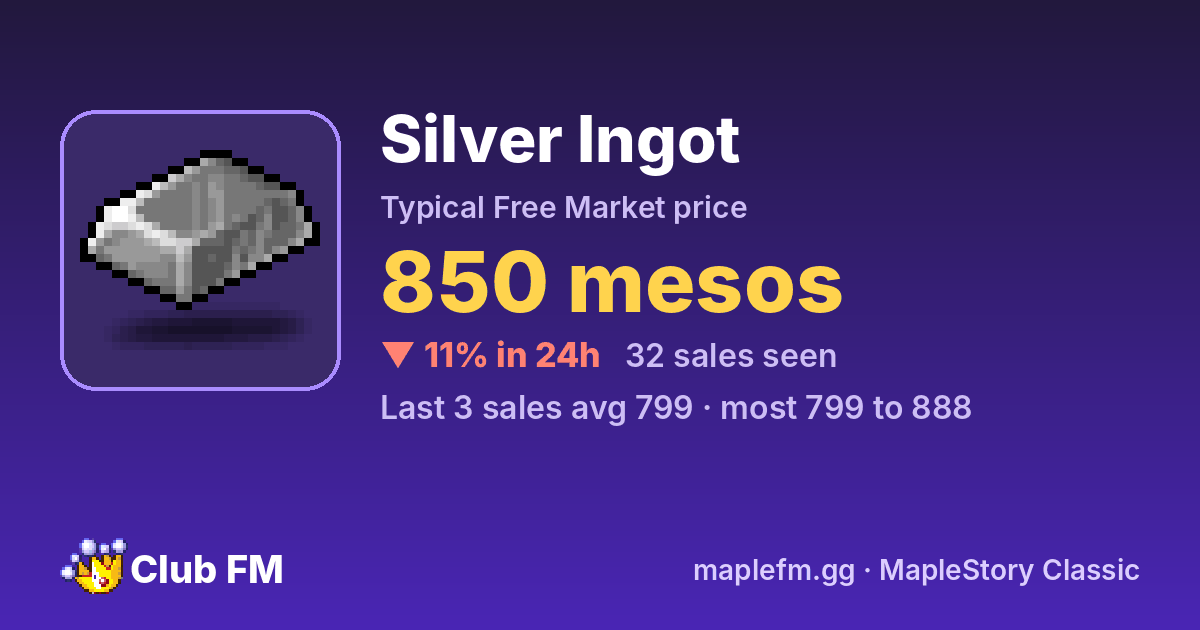 Silver Ingot
Typical Free Market price
850 mesos
▼ 11% in 24h 32 sales seen
Last 3 sales avg 799 · most 799 to 888
Club FM
maplefm.gg · MapleStory Classic